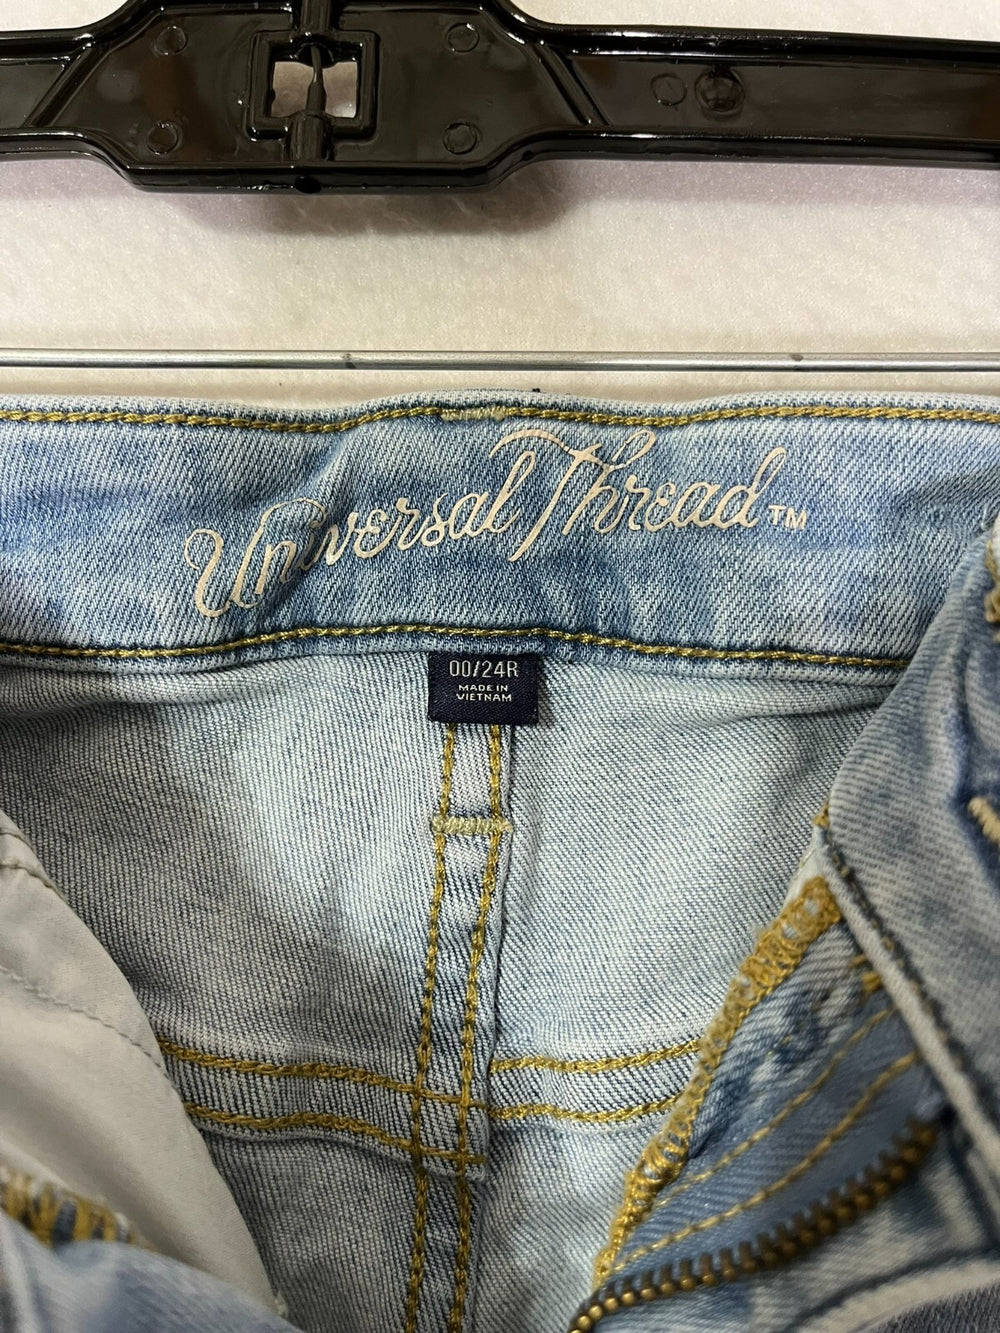 Universal Thread™
00/24R
MADE IN
VIETNAM